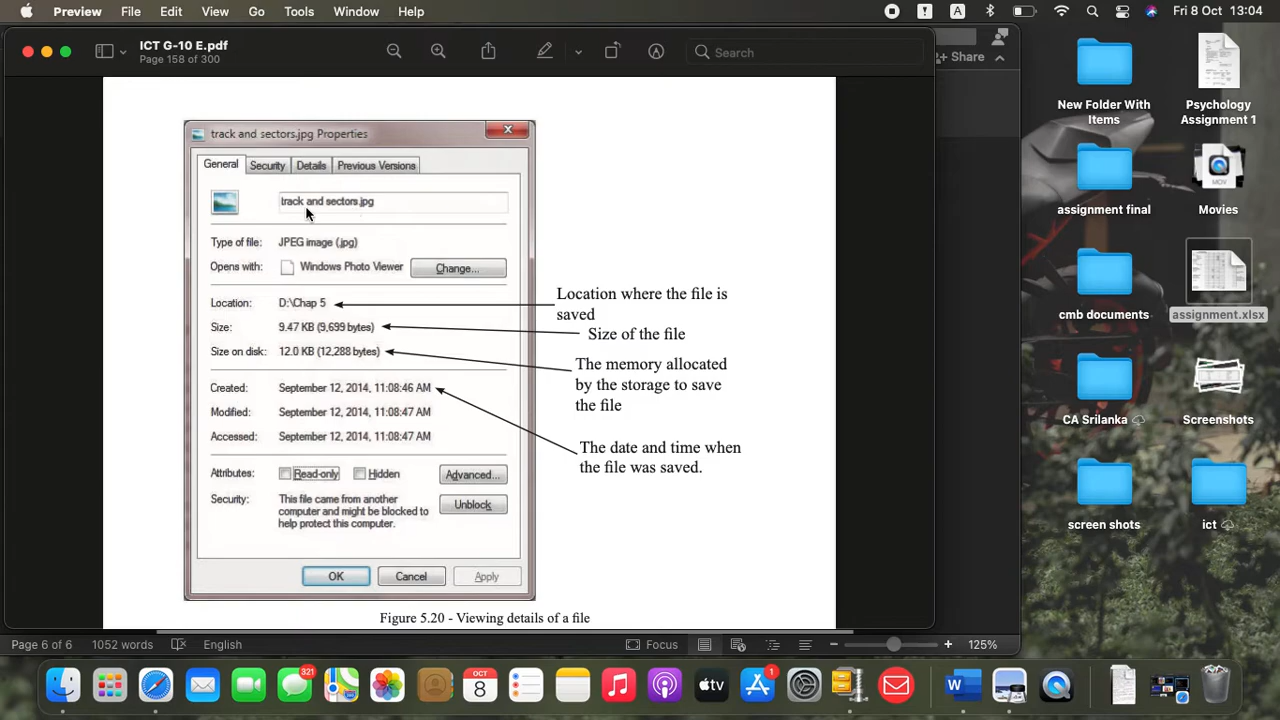 Preview File Edit View Go Tools Window Help
A
Fri 8 Oct 13:04
ICT G-10 E.pdf
Page 158 of 300
Search
Share
track and sectors.jpg Properties
General Security Details Previous Versions
track and sectors.jpg
Type of file: JPEG image (.jpg)
Opens with: Windows Photo Viewer Change...
Location: D:\Chap 5
Size: 9.47 KB (9,699 bytes)
Size on disk: 12.0 KB (12,288 bytes)
Created: September 12, 2014, 11:08:46 AM
Modified: September 12, 2014, 11:08:47 AM
Accessed: September 12, 2014, 11:08:47 AM
Attributes: Read-only Hidden Advanced...
Security: This file came from another
computer and might be blocked to
help protect this computer.
Unblock
OK Cancel Apply
Location where the file is
saved
Size of the file
The memory allocated
by the storage to save
the file
The date and time when
the file was saved.
Figure 5.20 - Viewing details of a file
Page 6 of 6 1052 words English Focus 125%
New Folder With
Items
Psychology
Assignment 1
assignment final
MOV
Movies
cmb documents
assignment.xlsx
CA Srilanka
Screenshots
screen shots
ict
321
OCT
8
tv
1
W